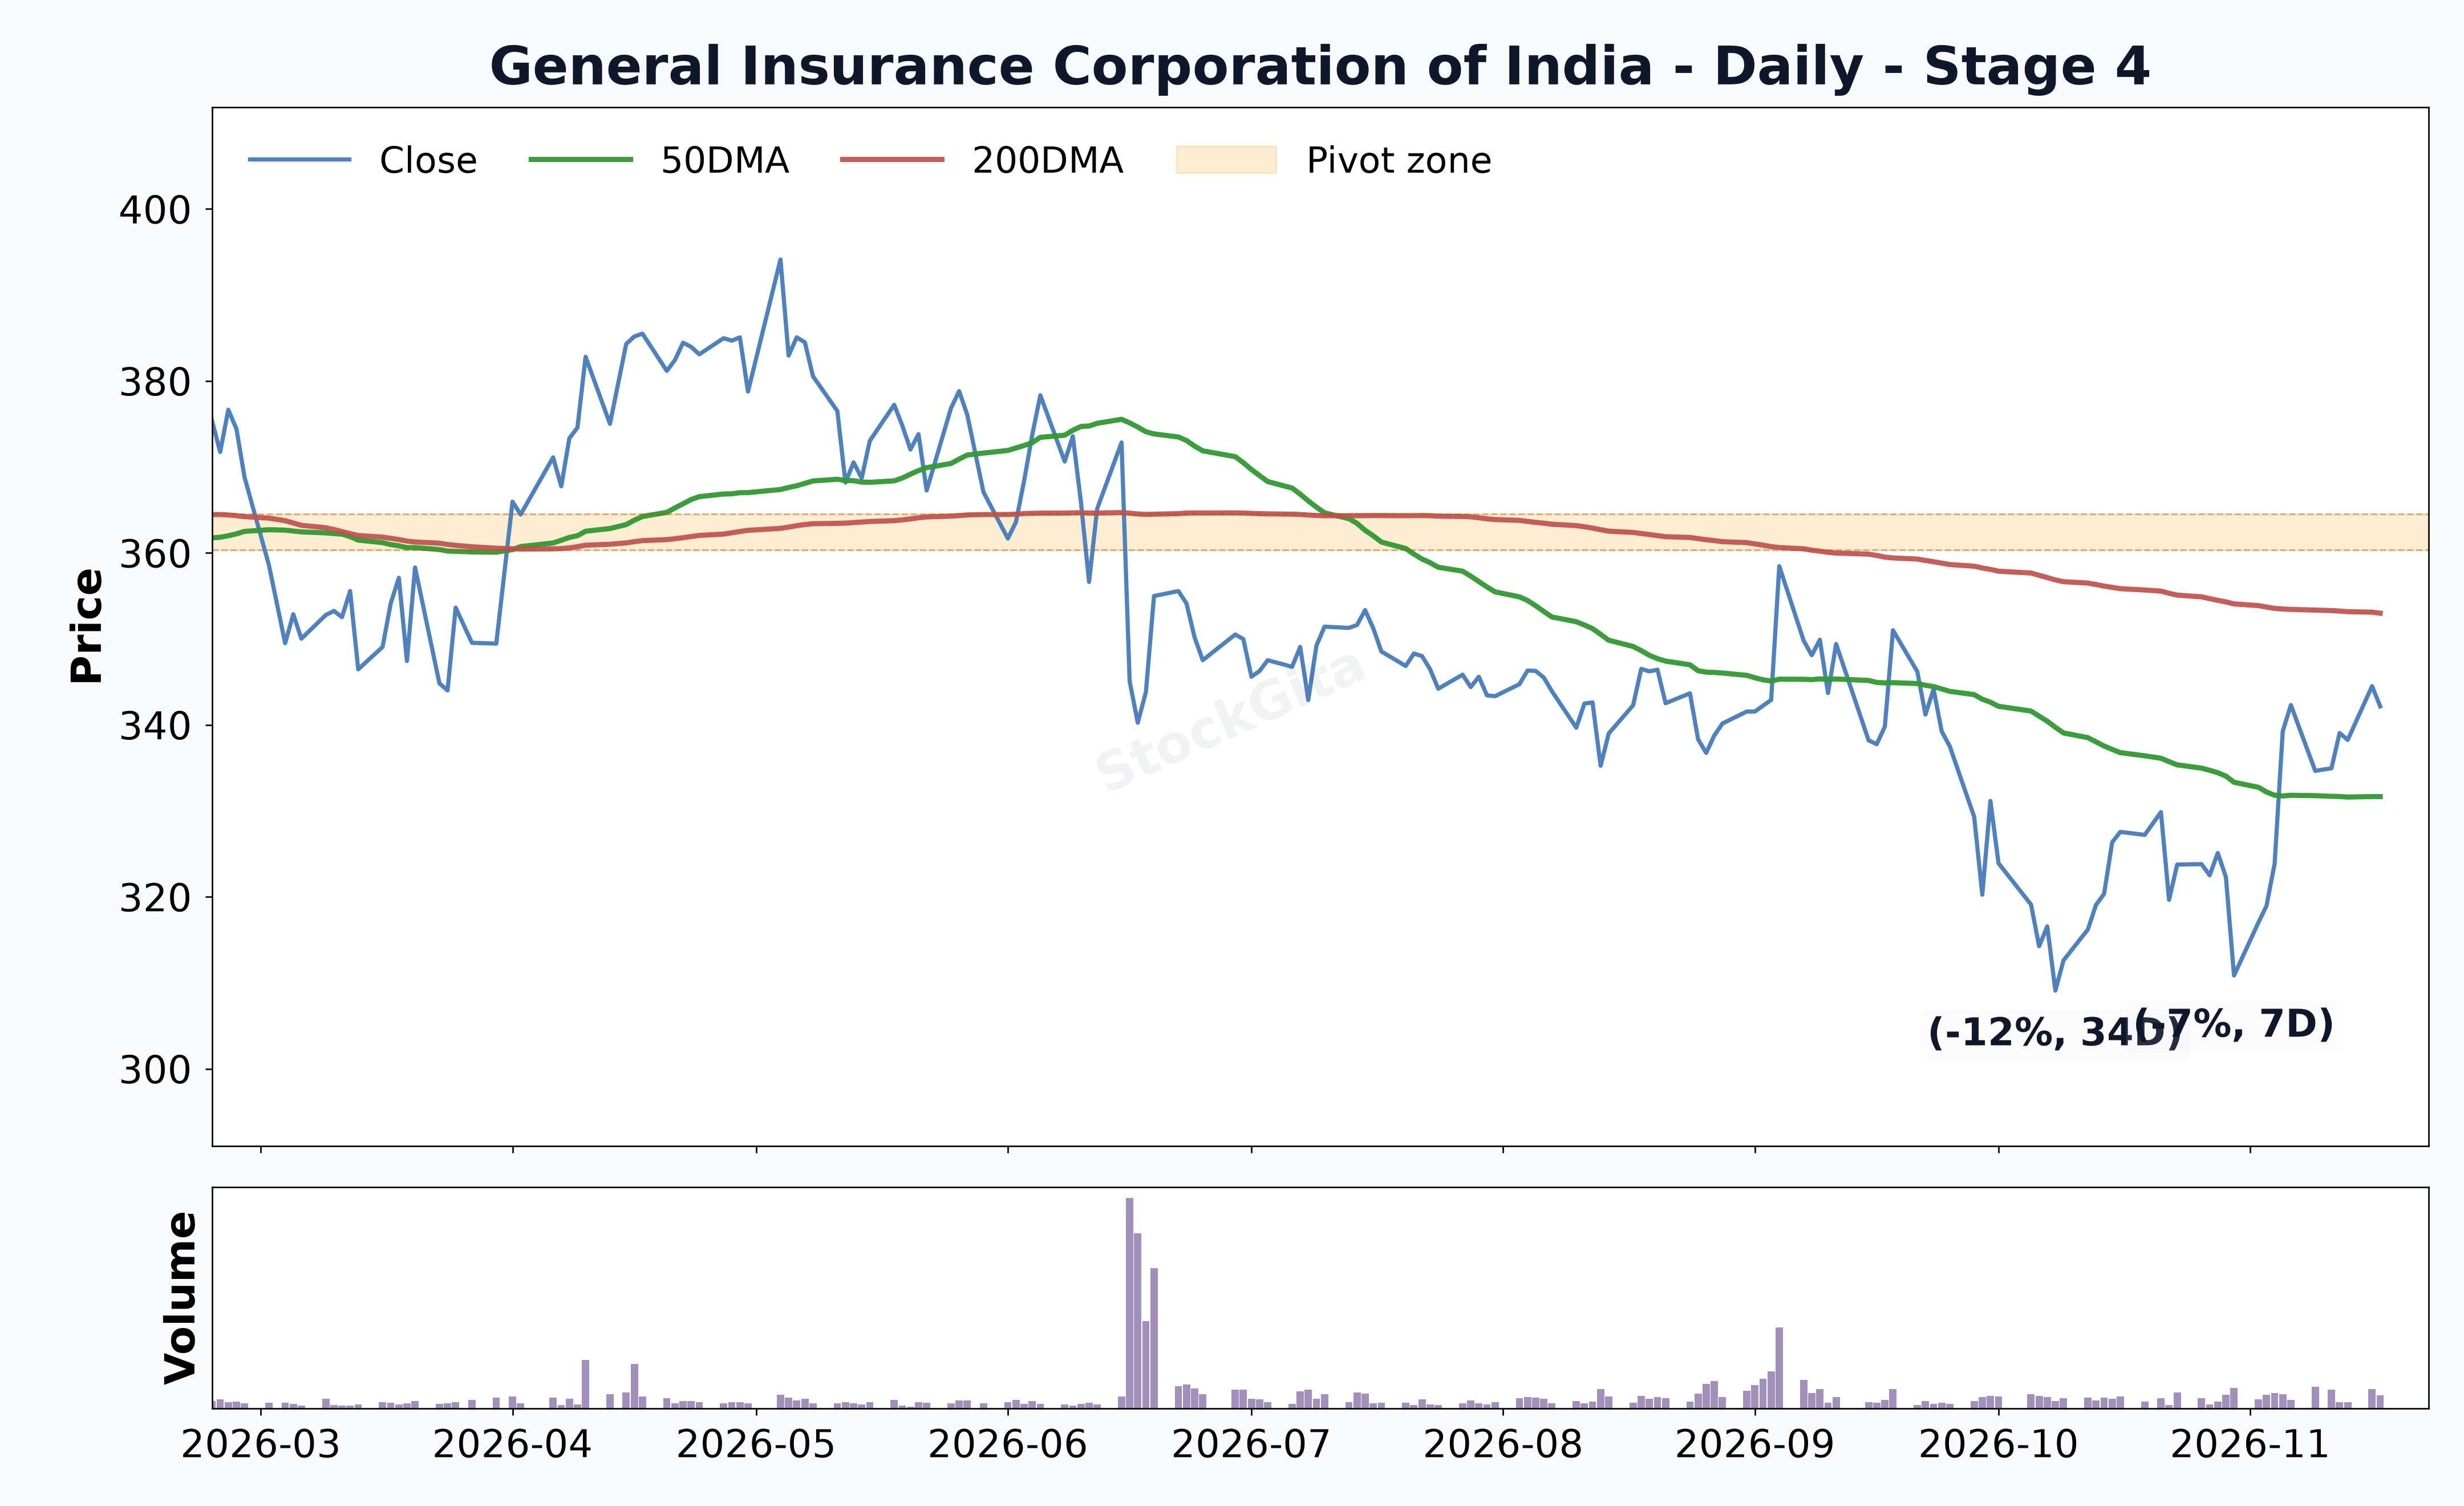 General Insurance Corporation of India - Daily - Stage 4
Close
50DMA
200DMA
Pivot zone
Price
400
380
360
340
320
300
StockGita
(-12%, 34D)
(-7%, 7D)
Volume
2026-03
2026-04
2026-05
2026-06
2026-07
2026-08
2026-09
2026-10
2026-11